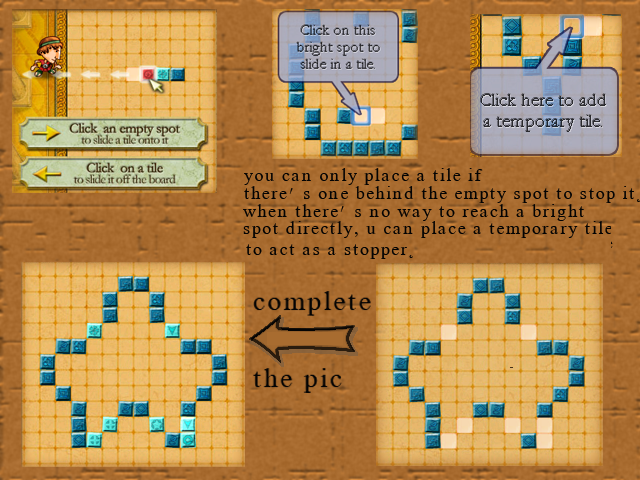 Click on this
bright spot to
slide in a tile.
Click here to add
a temporary tile.
Click an empty spot
to slide a tile onto it
Click on a tile
to slide it off the board
you can only place a tile if
there's one behind the empty spot to stop it。
when there's no way to reach a bright
spot directly, u can place a temporary tile
to act as a stopper。
complete
the pic